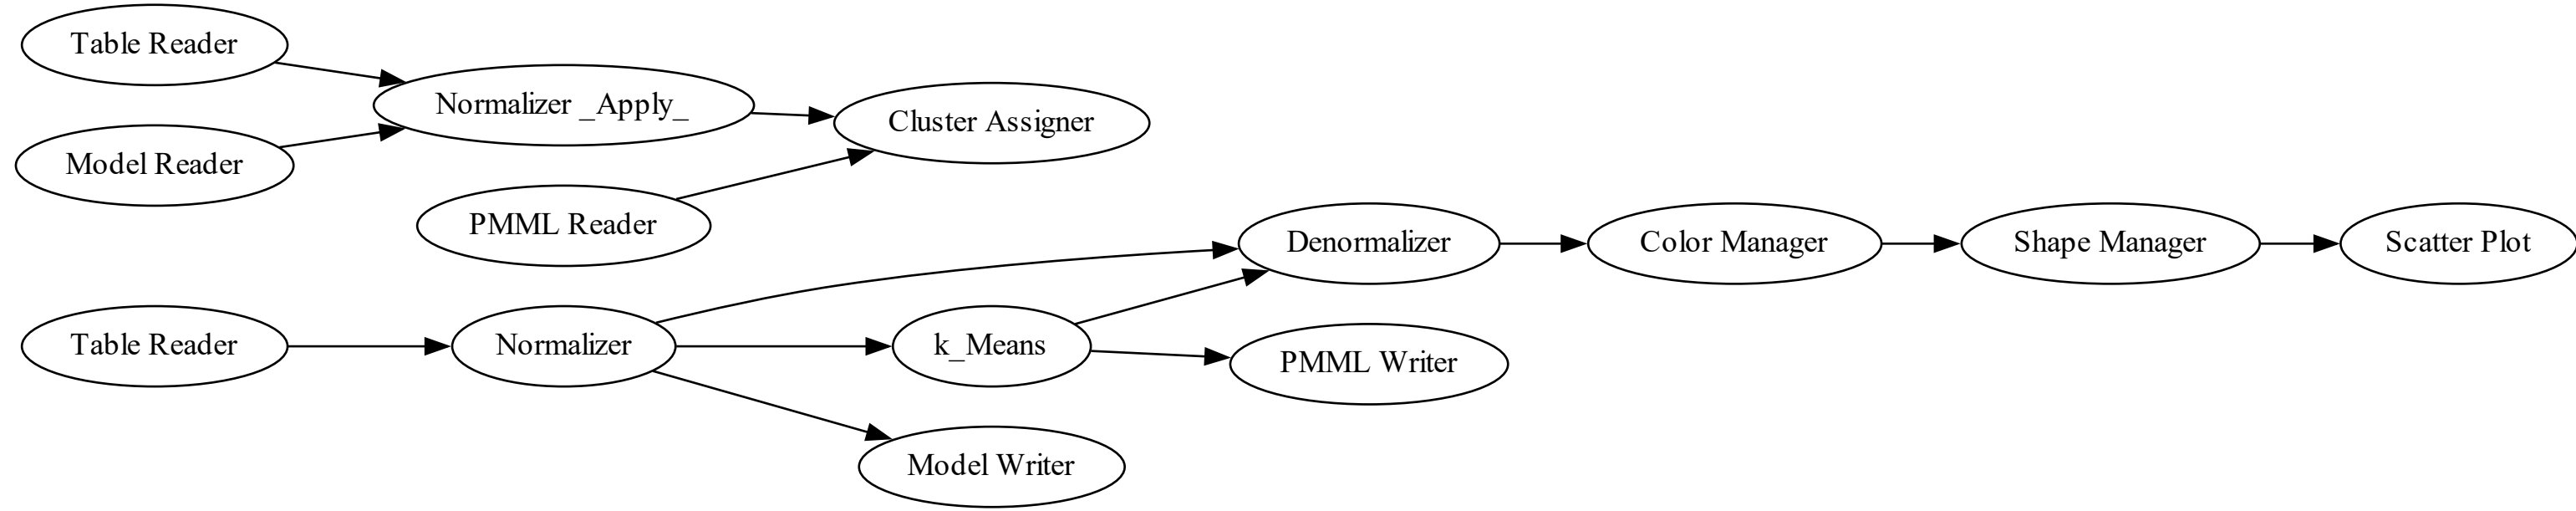 Table Reader
Normalizer _Apply_
Cluster Assigner
Model Reader
PMML Reader
Denormalizer
Color Manager
Shape Manager
Scatter Plot
Table Reader
Normalizer
k_Means
PMML Writer
Model Writer